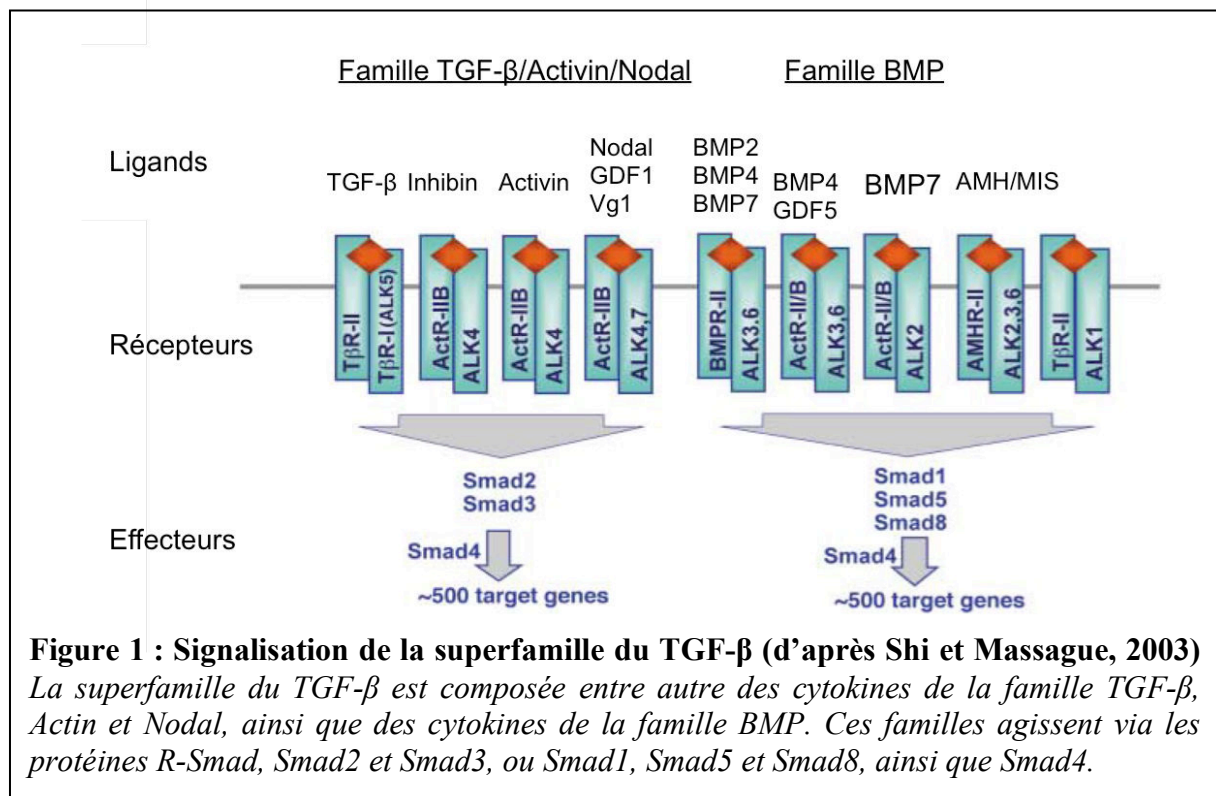 Famille TGF-β/Activin/Nodal
Famille BMP
Ligands
TGF-β
Inhibin
Activin
Nodal
GDF1
Vg1
BMP2
BMP4
BMP7
BMP4
GDF5
BMP7
AMH/MIS
Récepteurs
TβR-II
TβR-I (ALK5)
ActR-IIB
ALK4
ActR-IIB
ALK4
ActR-IIB
ALK4,7
BMPR-II
ALK3,6
ActR-II/B
ALK3,6
ActR-II/B
ALK2
AMHR-II
ALK2,3,6
TβR-II
ALK1
Effecteurs
Smad2
Smad3
Smad4
~500 target genes
Smad1
Smad5
Smad8
Smad4
~500 target genes
Figure 1 : Signalisation de la superfamille du TGF-β (d’après Shi et Massague, 2003)
La superfamille du TGF-β est composée entre autre des cytokines de la famille TGF-β,
Actin et Nodal, ainsi que des cytokines de la famille BMP. Ces familles agissent via les
protéines R-Smad, Smad2 et Smad3, ou Smad1, Smad5 et Smad8, ainsi que Smad4.